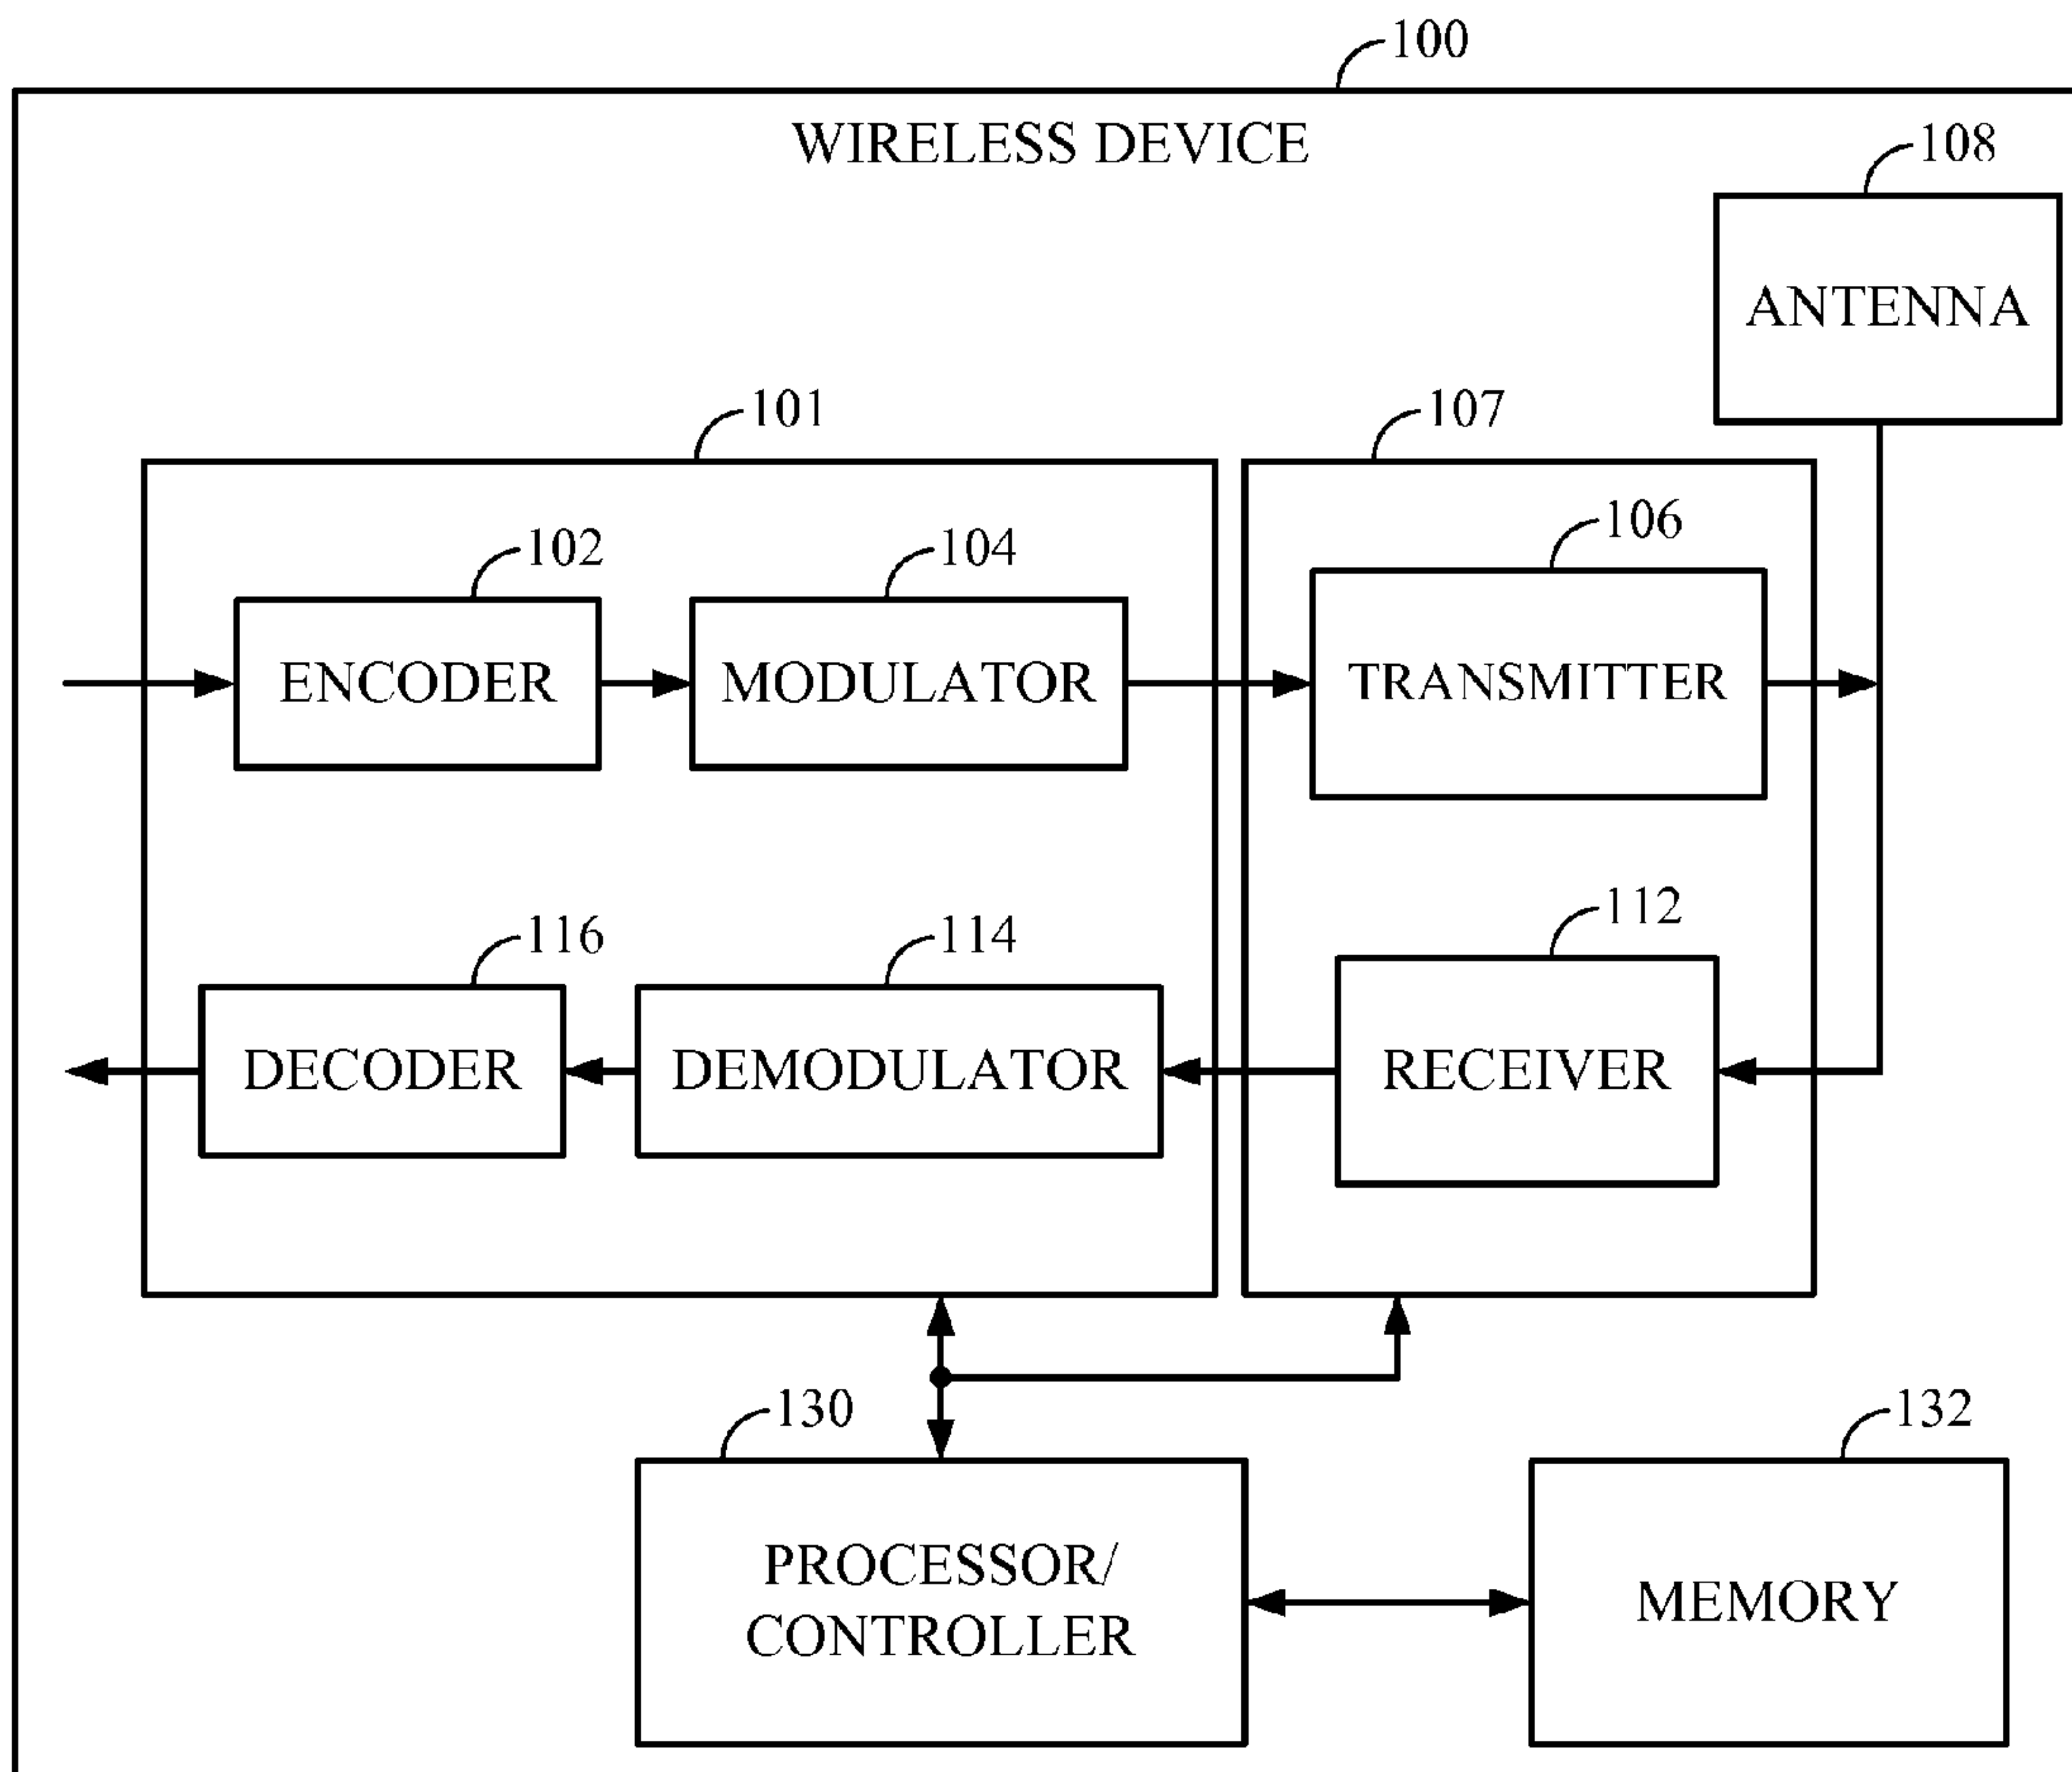 100
WIRELESS DEVICE
108
ANTENNA
101
107
102
104
106
ENCODER
MODULATOR
TRANSMITTER
116
114
112
DECODER
DEMODULATOR
RECEIVER
130
132
PROCESSOR/
CONTROLLER
MEMORY